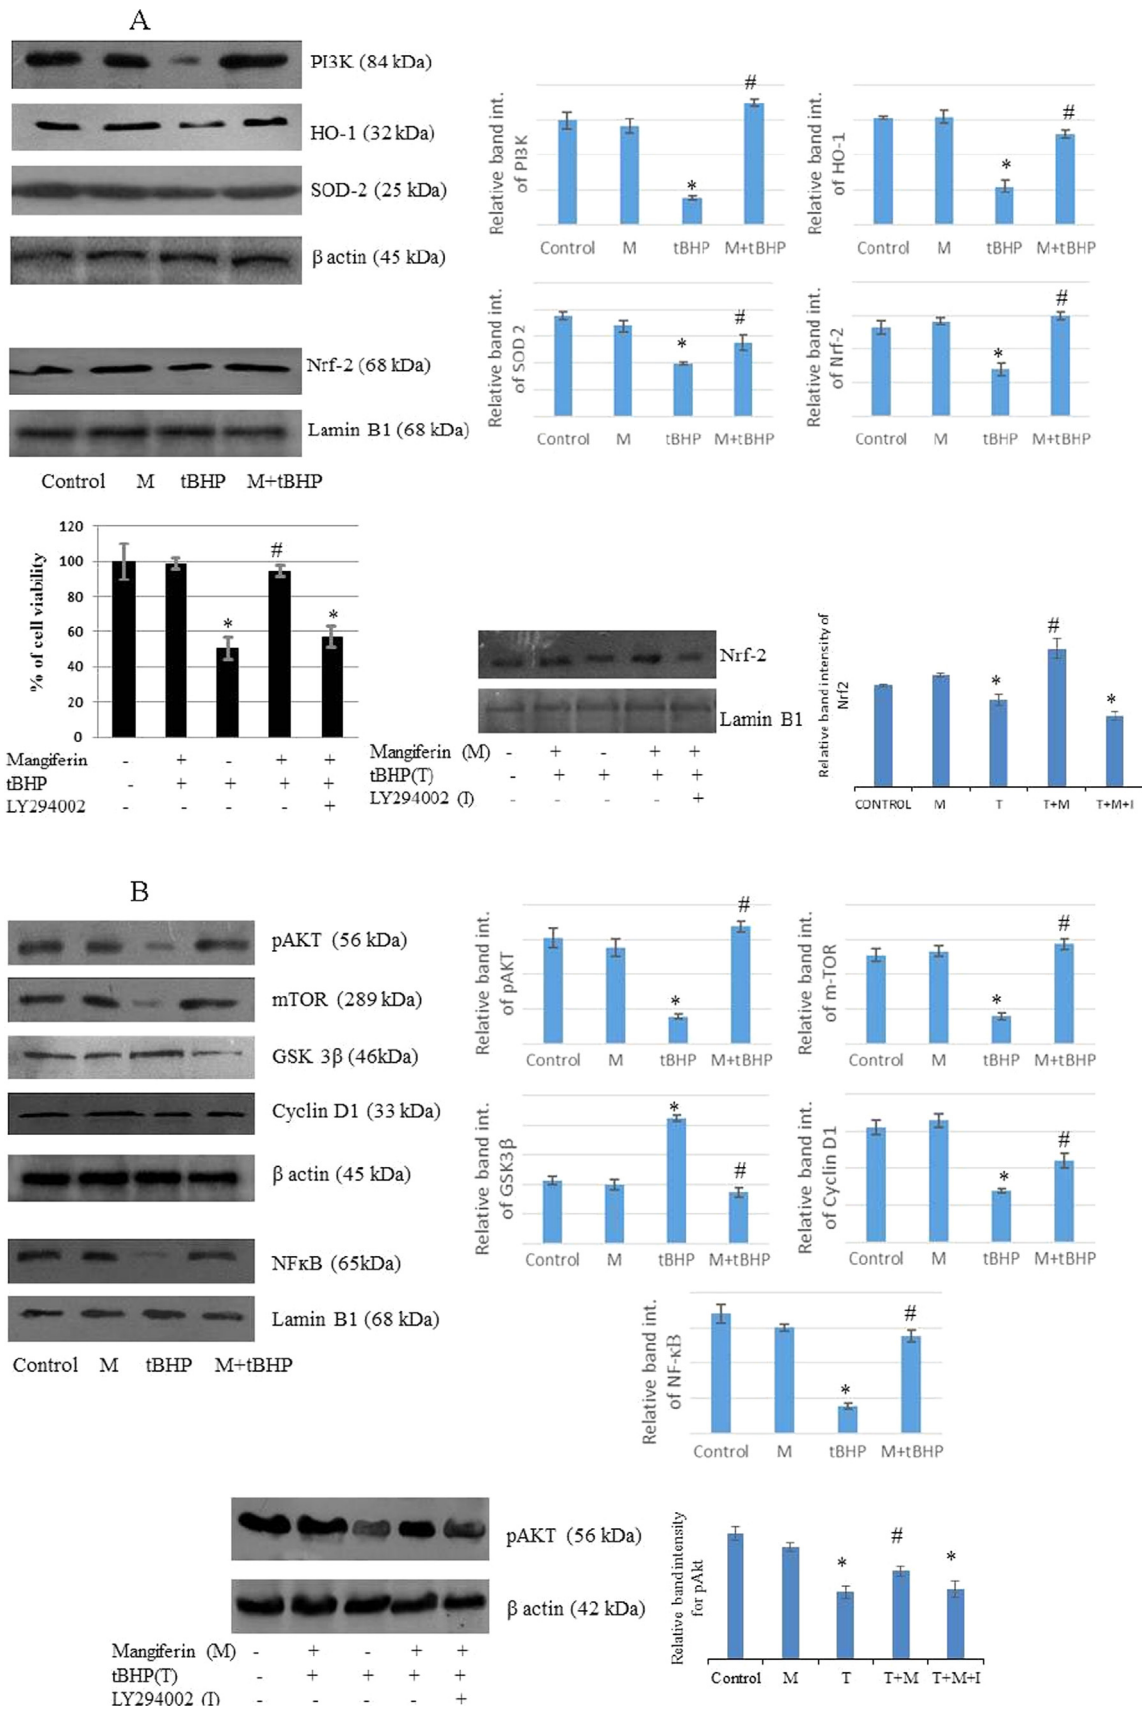 A
PI3K (84 kDa)
HO-1 (32 kDa)
SOD-2 (25 kDa)
β actin (45 kDa)
Nrf-2 (68 kDa)
Lamin B1 (68 kDa)
Control M tBHP M+tBHP
Relative band int.
of PI3K
#
*
Control M tBHP M+tBHP
Relative band int.
of HO-1
#
*
Control M tBHP M+tBHP
Relative band int.
of SOD 2
#
*
Control M tBHP M+tBHP
Relative band int.
of Nrf-2
#
*
Control M tBHP M+tBHP
% of cell viability
120
100
80
60
40
20
0
#
* *
Mangiferin - + - + +
tBHP - + + + +
LY294002 - - - - +
Nrf-2
Lamin B1
Mangiferin (M) - + - + +
tBHP(T) - + + + +
LY294002 (I) - - - - +
Relative band intensity of
Nrf2
#
* *
CONTROL M T T+M T+M+I
B
pAKT (56 kDa)
mTOR (289 kDa)
GSK 3β (46kDa)
Cyclin D1 (33 kDa)
β actin (45 kDa)
NFκB (65kDa)
Lamin B1 (68 kDa)
Control M tBHP M+tBHP
Relative band int.
of pAKT
#
*
Control M tBHP M+tBHP
Relative band int.
of m-TOR
#
*
Control M tBHP M+tBHP
Relative band int.
of GSK3β
*
#
Control M tBHP M+tBHP
Relative band int.
of Cyclin D1
#
*
Control M tBHP M+tBHP
Relative band int.
of NF-κB
#
*
Control M tBHP M+tBHP
pAKT (56 kDa)
β actin (42 kDa)
Mangiferin (M) - + - + +
tBHP(T) - + + + +
LY294002 (I) - - - - +
Relative band intensity
for pAkt
* # *
Control M T T+M T+M+I